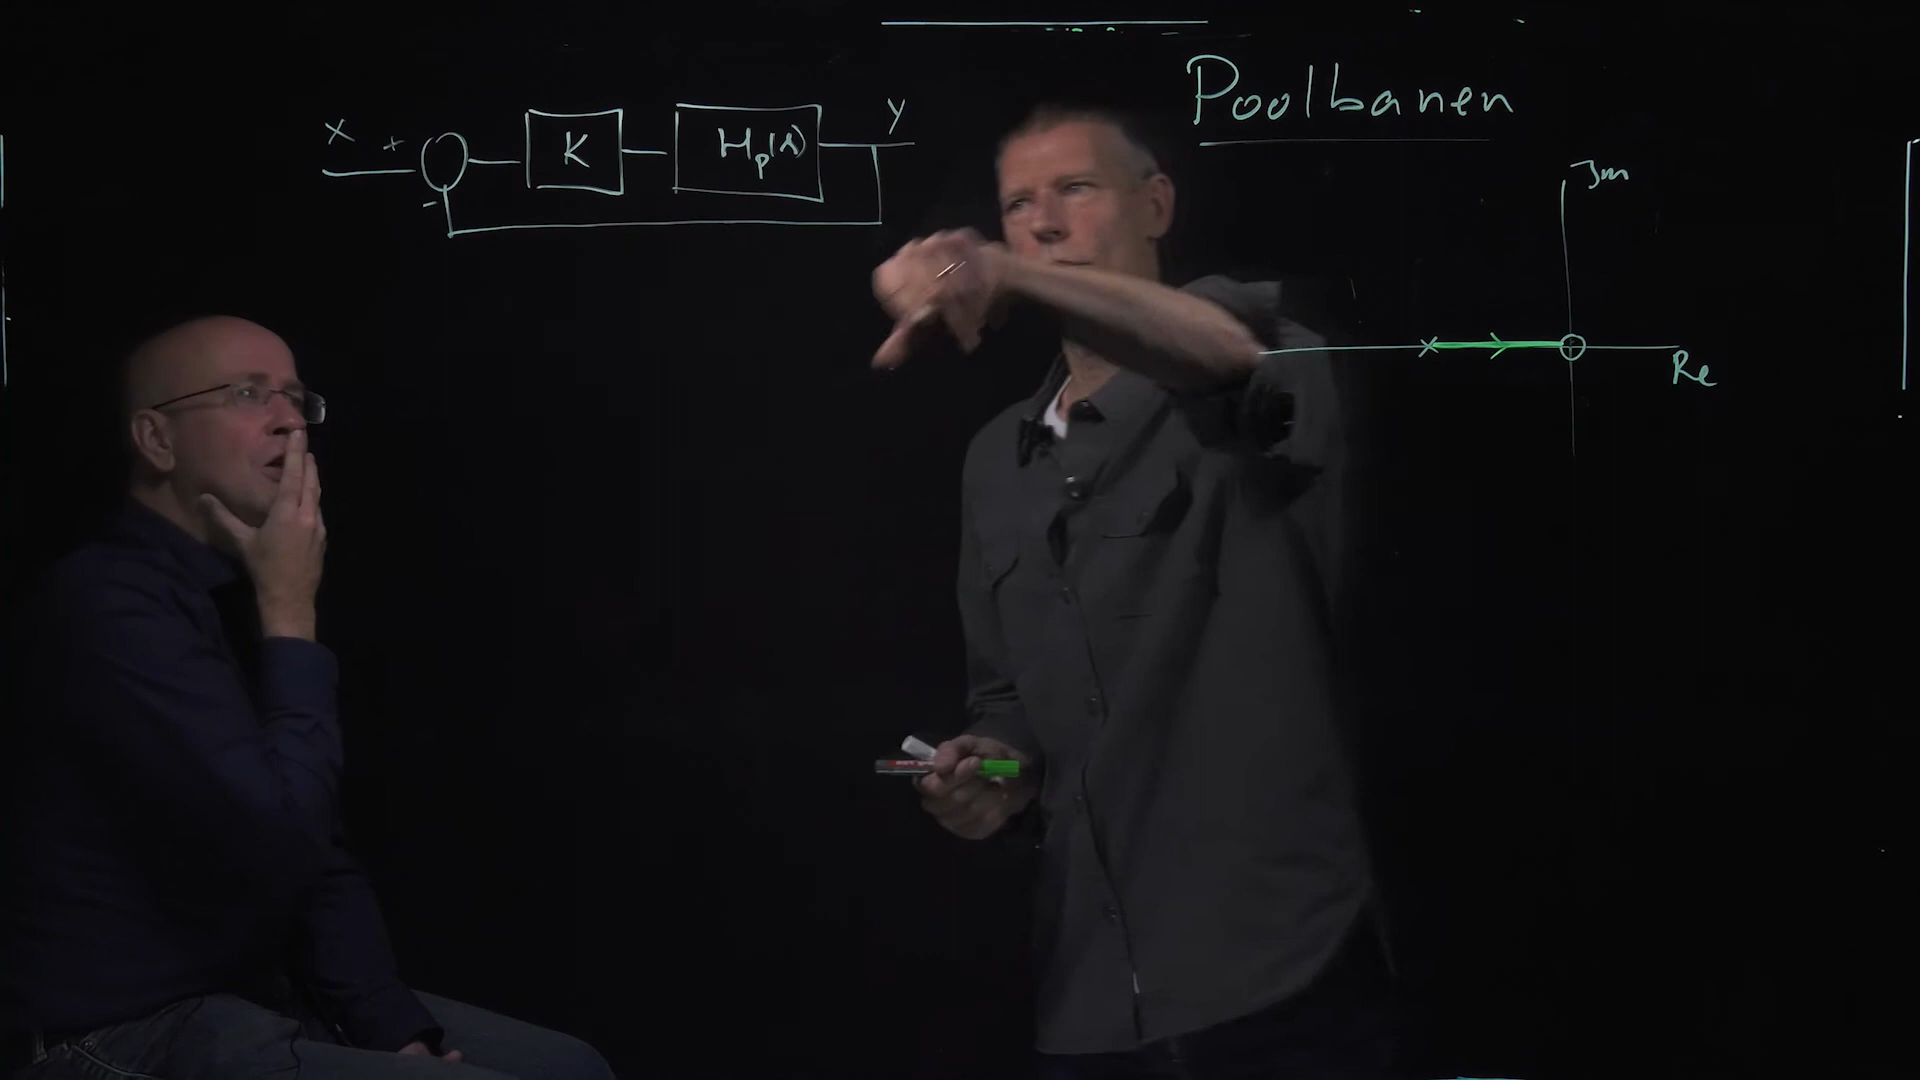 Poolbanen
x + K Hp(s) y
-
Im
Re